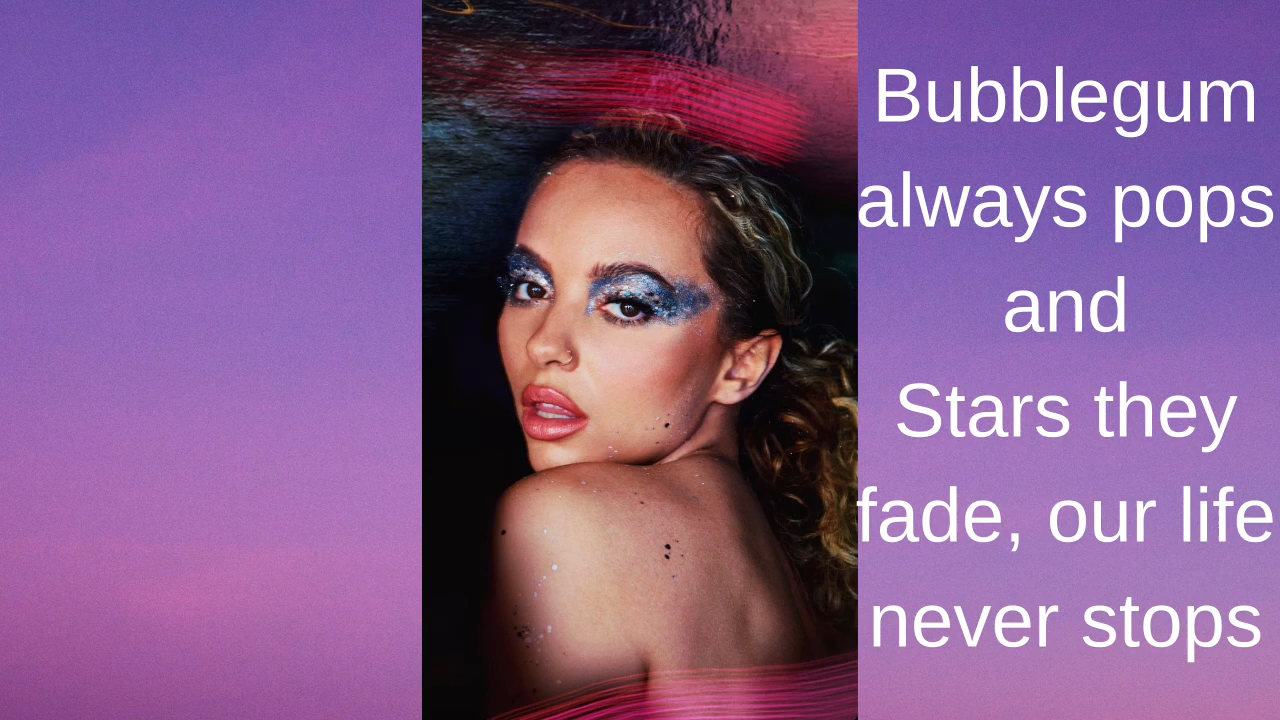 Bubblegum
always pops
and
Stars they
fade, our life
never stops